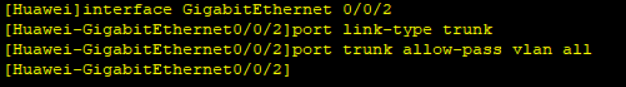 [Huawei]interface GigabitEthernet 0/0/2
[Huawei-GigabitEthernet0/0/2]port link-type trunk
[Huawei-GigabitEthernet0/0/2]port trunk allow-pass vlan all
[Huawei-GigabitEthernet0/0/2]